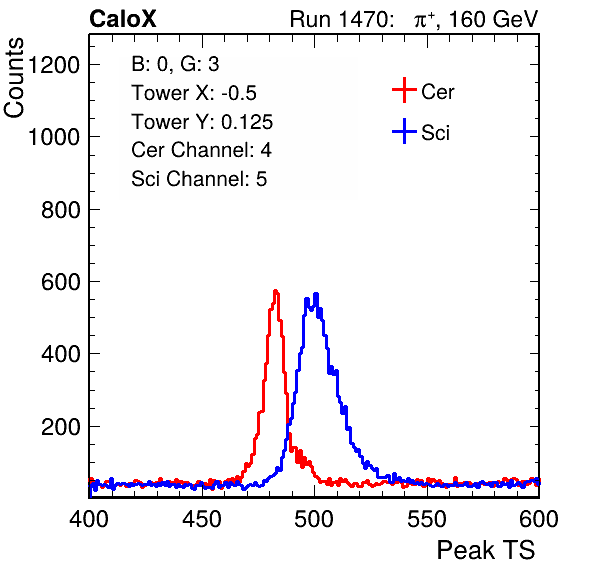 CaloX Run 1470: π⁺, 160 GeV
Counts
B: 0, G: 3
Tower X: -0.5
Tower Y: 0.125
Cer Channel: 4
Sci Channel: 5
Cer
Sci
1200
1000
800
600
400
200
400 450 500 550 600
Peak TS